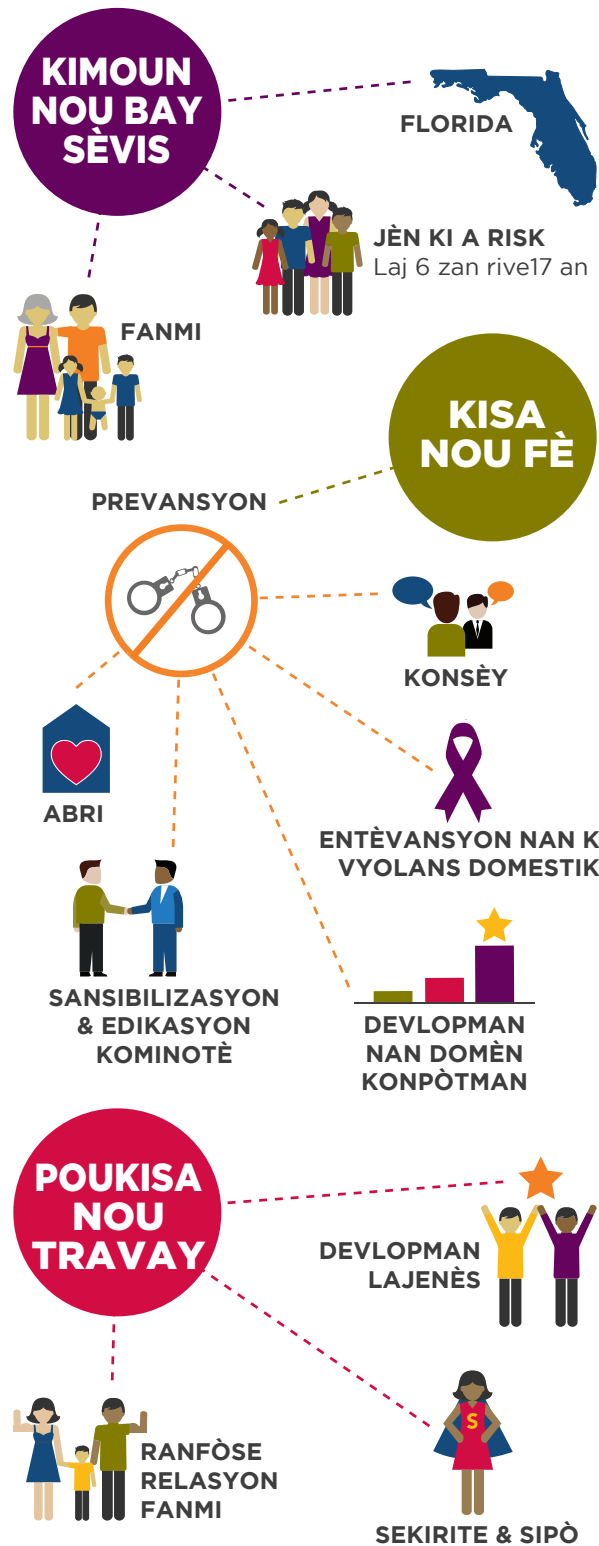 KIMOUN
NOU BAY
SÈVIS
FLORIDA
JÈN KI A RISK
Laj 6 zan rive17 an
FANMI
KISA
NOU FÈ
PREVANSYON
KONSÈY
ABRI
ENTÈVANSYON NAN K
VYOLANS DOMESTIK
SANSIBILIZASYON
& EDIKASYON
KOMINOTÈ
DEVLOPMAN
NAN DOMÈN
KONPÒTMAN
POUKISA
NOU
TRAVAY
DEVLOPMAN
LAJENÈS
RANFÒSE
RELASYON
FANMI
S
SEKIRITE & SIPÒ